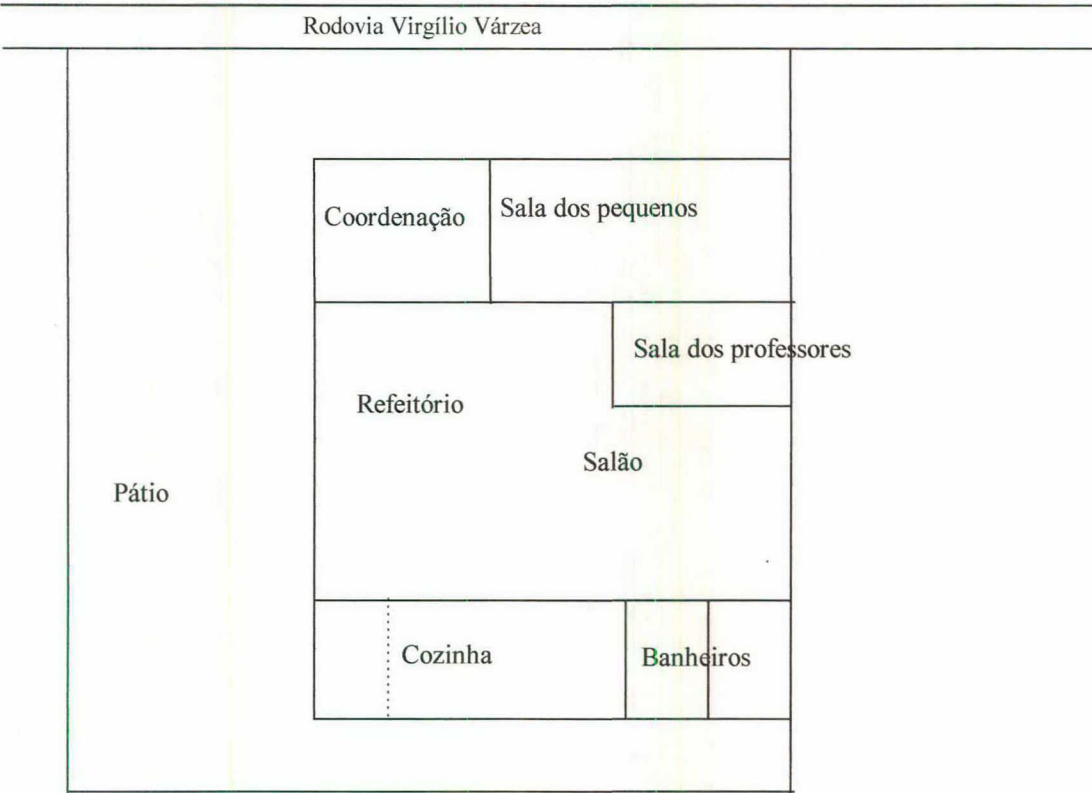 Rodovia Virgílio Várzea
Coordenação
Sala dos pequenos
Sala dos professores
Refeitório
Salão
Pátio
Cozinha
Banheiros